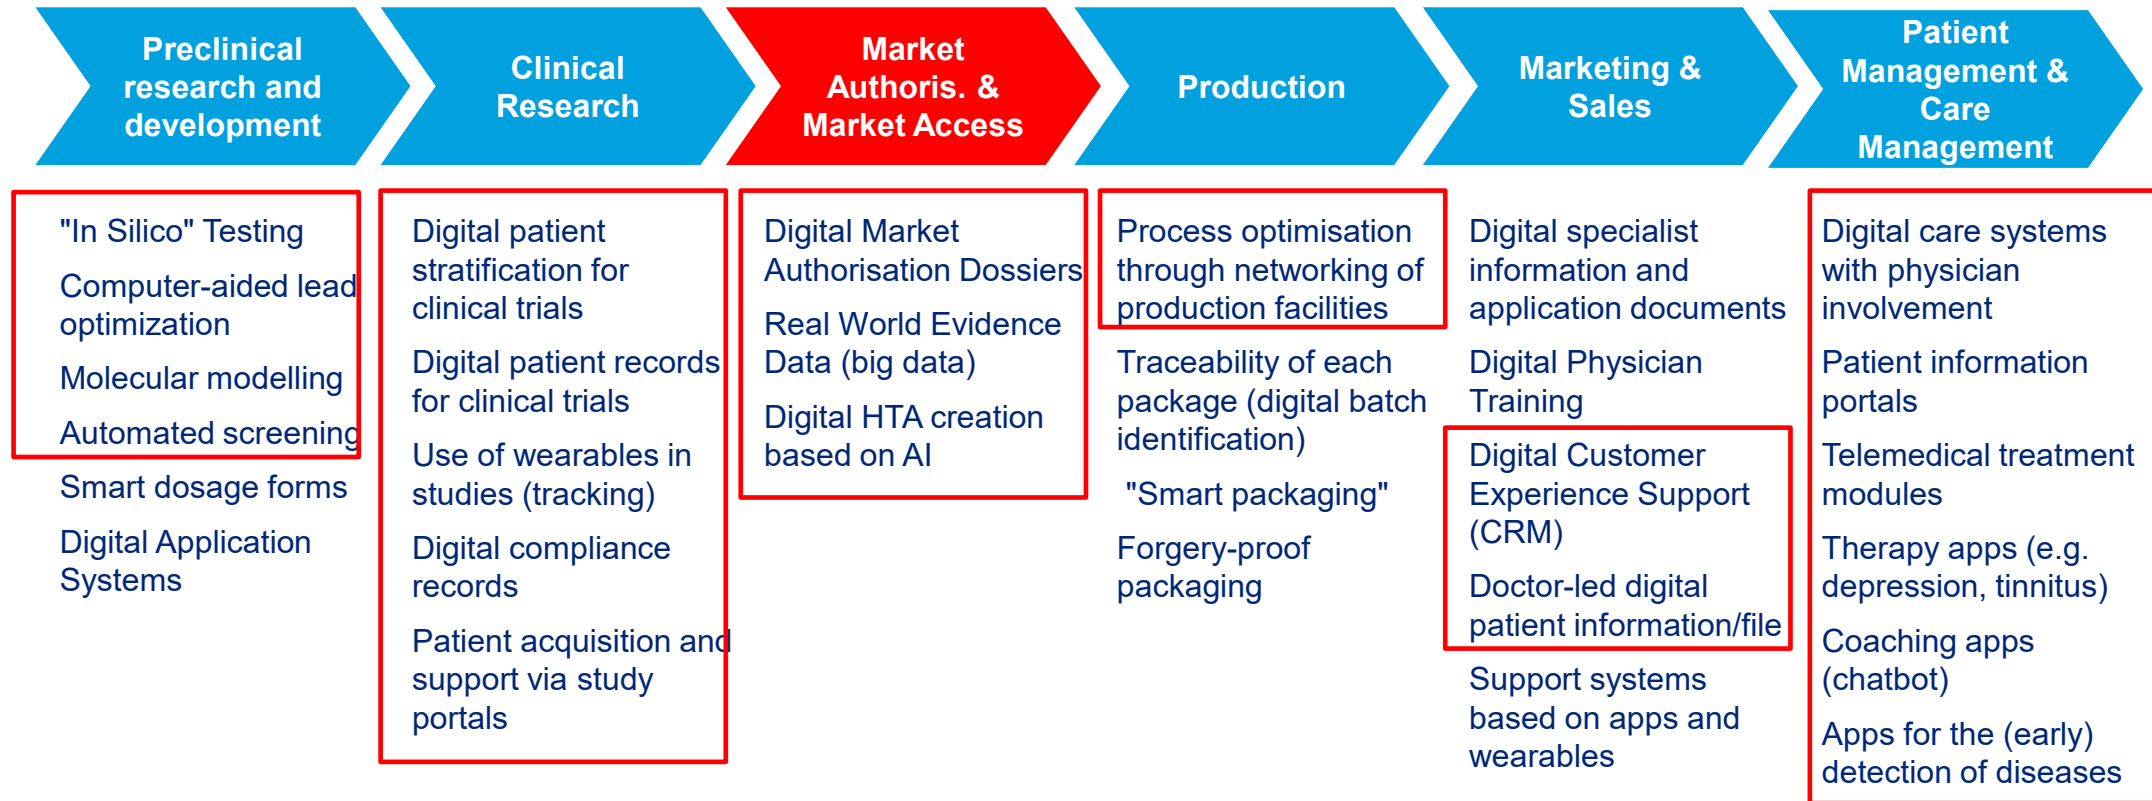 Preclinical
research and
development
Clinical
Research
Market
Authoris. &
Market Access
Production
Marketing &
Sales
Patient
Management &
Care
Management
"In Silico" Testing
Computer-aided lead
optimization
Molecular modelling
Automated screening
Smart dosage forms
Digital Application
Systems
Digital patient
stratification for
clinical trials
Digital patient records
for clinical trials
Use of wearables in
studies (tracking)
Digital compliance
records
Patient acquisition and
support via study
portals
Digital Market
Authorisation Dossiers
Real World Evidence
Data (big data)
Digital HTA creation
based on AI
Process optimisation
through networking of
production facilities
Traceability of each
package (digital batch
identification)
"Smart packaging"
Forgery-proof
packaging
Digital specialist
information and
application documents
Digital Physician
Training
Digital Customer
Experience Support
(CRM)
Doctor-led digital
patient information/file
Support systems
based on apps and
wearables
Digital care systems
with physician
involvement
Patient information
portals
Telemedical treatment
modules
Therapy apps (e.g.
depression, tinnitus)
Coaching apps
(chatbot)
Apps for the (early)
detection of diseases